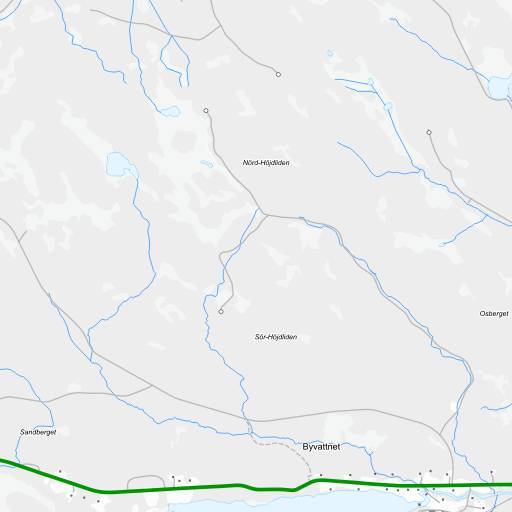 Nörd-Höjdliden
Osberget
Sör-Höjdliden
Sandberget
Byvattnet